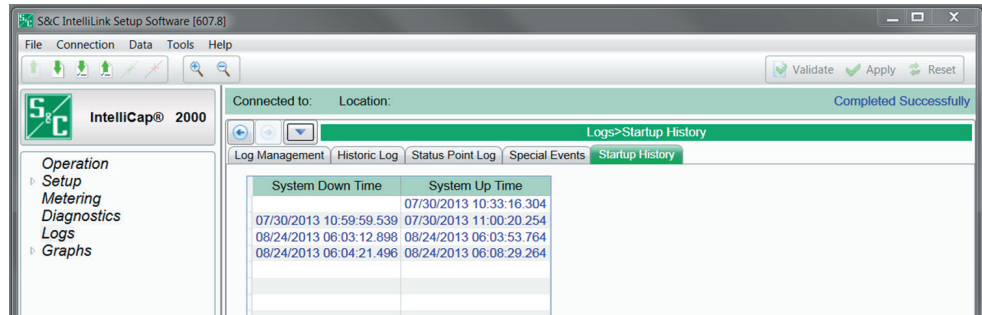 S&C IntelliLink Setup Software [607.8]
File Connection Data Tools Help
Validate Apply Reset
S&C IntelliCap® 2000
Connected to: Location: Completed Successfully
Logs>Startup History
Log Management Historic Log Status Point Log Special Events Startup History
Operation
Setup
Metering
Diagnostics
Logs
Graphs
System Down Time System Up Time
07/30/2013 10:33:16.304
07/30/2013 10:59:59.539 07/30/2013 11:00:20.254
08/24/2013 06:03:12.898 08/24/2013 06:03:53.764
08/24/2013 06:04:21.496 08/24/2013 06:08:29.264